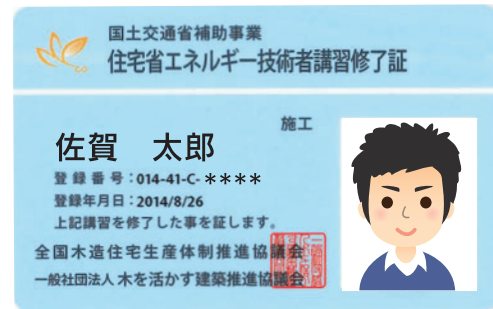 国土交通省補助事業
住宅省エネルギー技術者講習修了証
施工
佐賀　太郎
登録番号：014-41-C-＊＊＊＊
登録年月日：2014/8/26
上記講習を修了した事を証します。
全国木造住宅生産体制推進協議会
一般社団法人 木を活かす建築推進協議会